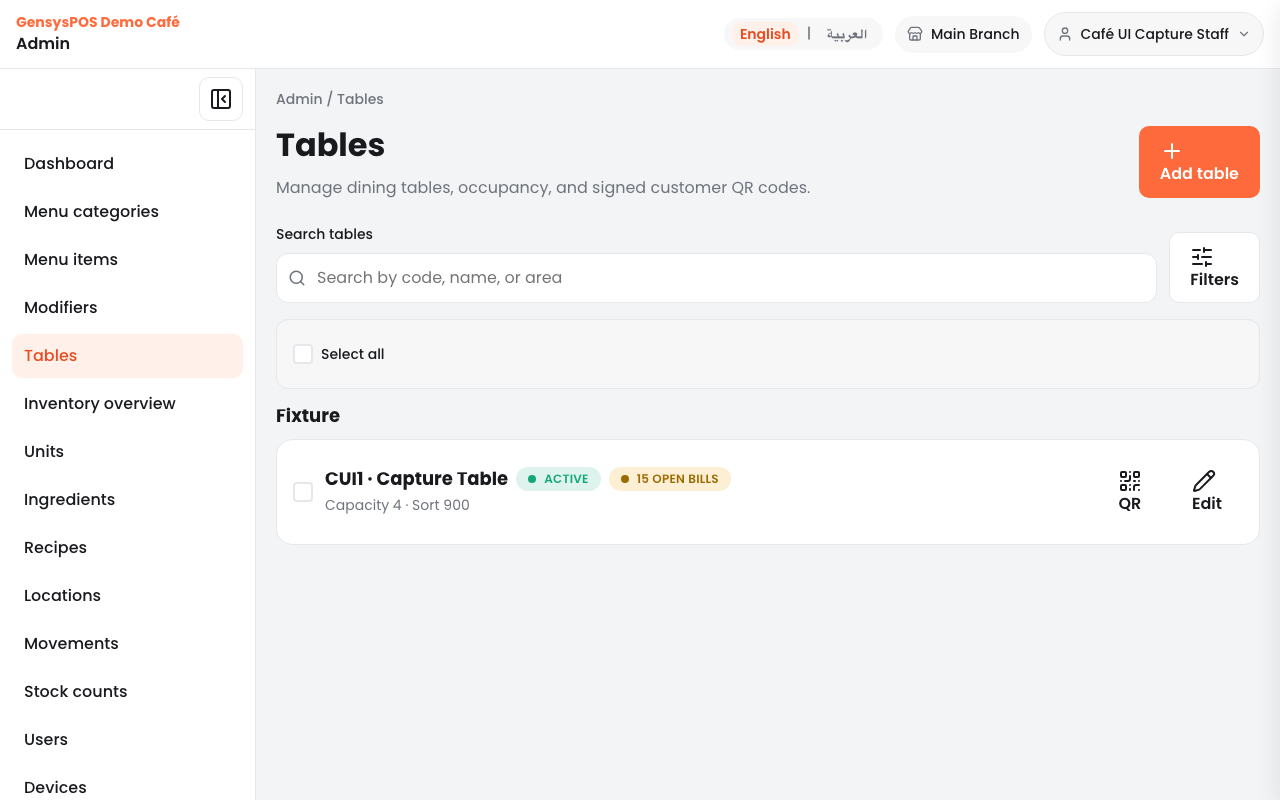 GensysPOS Demo Café
Admin
English | العربية
Main Branch
Café UI Capture Staff
Admin / Tables
Tables
Manage dining tables, occupancy, and signed customer QR codes.
Add table
Search tables
Search by code, name, or area
Filters
Select all
Fixture
CUI1 · Capture Table
ACTIVE
15 OPEN BILLS
Capacity 4 · Sort 900
QR
Edit
Dashboard
Menu categories
Menu items
Modifiers
Tables
Inventory overview
Units
Ingredients
Recipes
Locations
Movements
Stock counts
Users
Devices